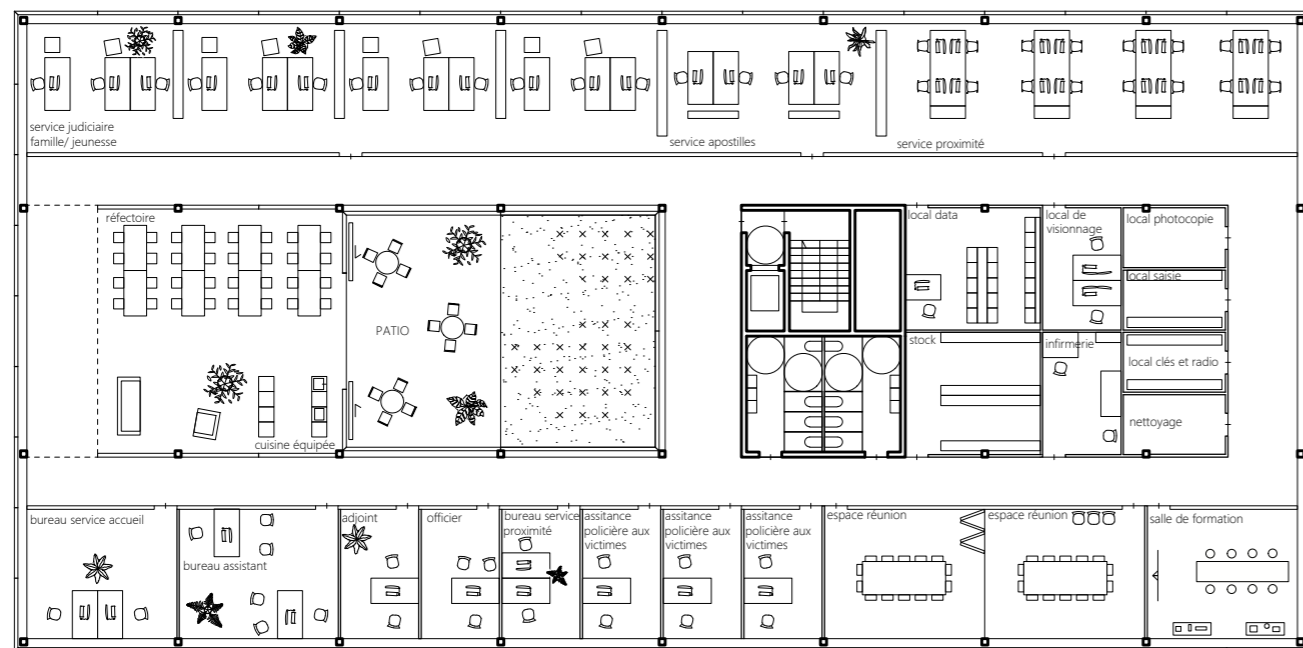 service judiciaire
famille/ jeunesse
service apostilles
service proximité
réfectoire
local data
local de
visionnage
local photocopie
local saisie
PATIO
stock
infirmerie
local clés et radio
nettoyage
cuisine équipée
bureau service accueil
bureau assistant
adjoint
officier
bureau service
proximité
assitance
policière aux
victimes
assitance
policière aux
victimes
assitance
policière aux
victimes
espace réunion
espace réunion
salle de formation